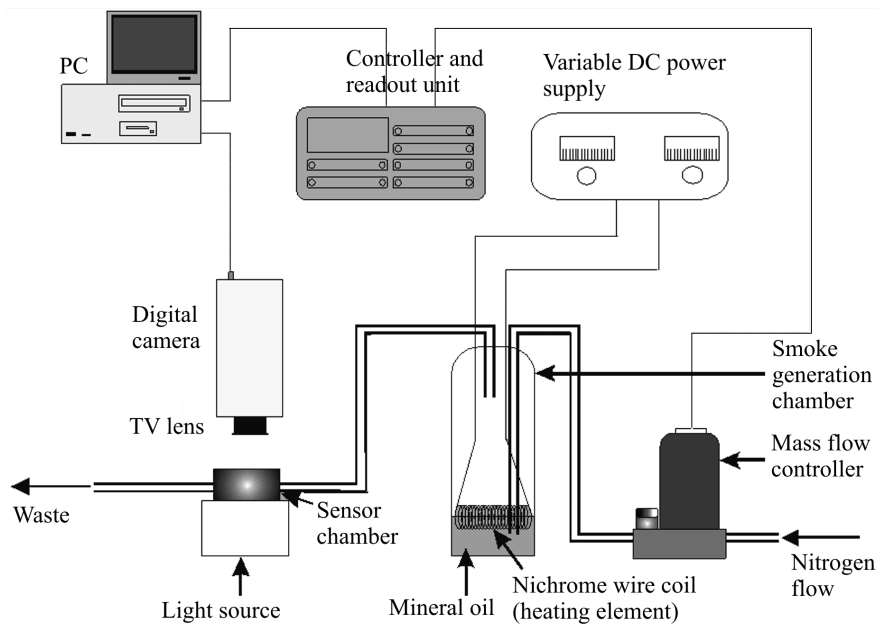 PC
Controller and
readout unit
Variable DC power
supply
Digital
camera
TV lens
Smoke
generation
chamber
Mass flow
controller
Waste
Sensor
chamber
Nitrogen
flow
Light source
Mineral oil
Nichrome wire coil
(heating element)